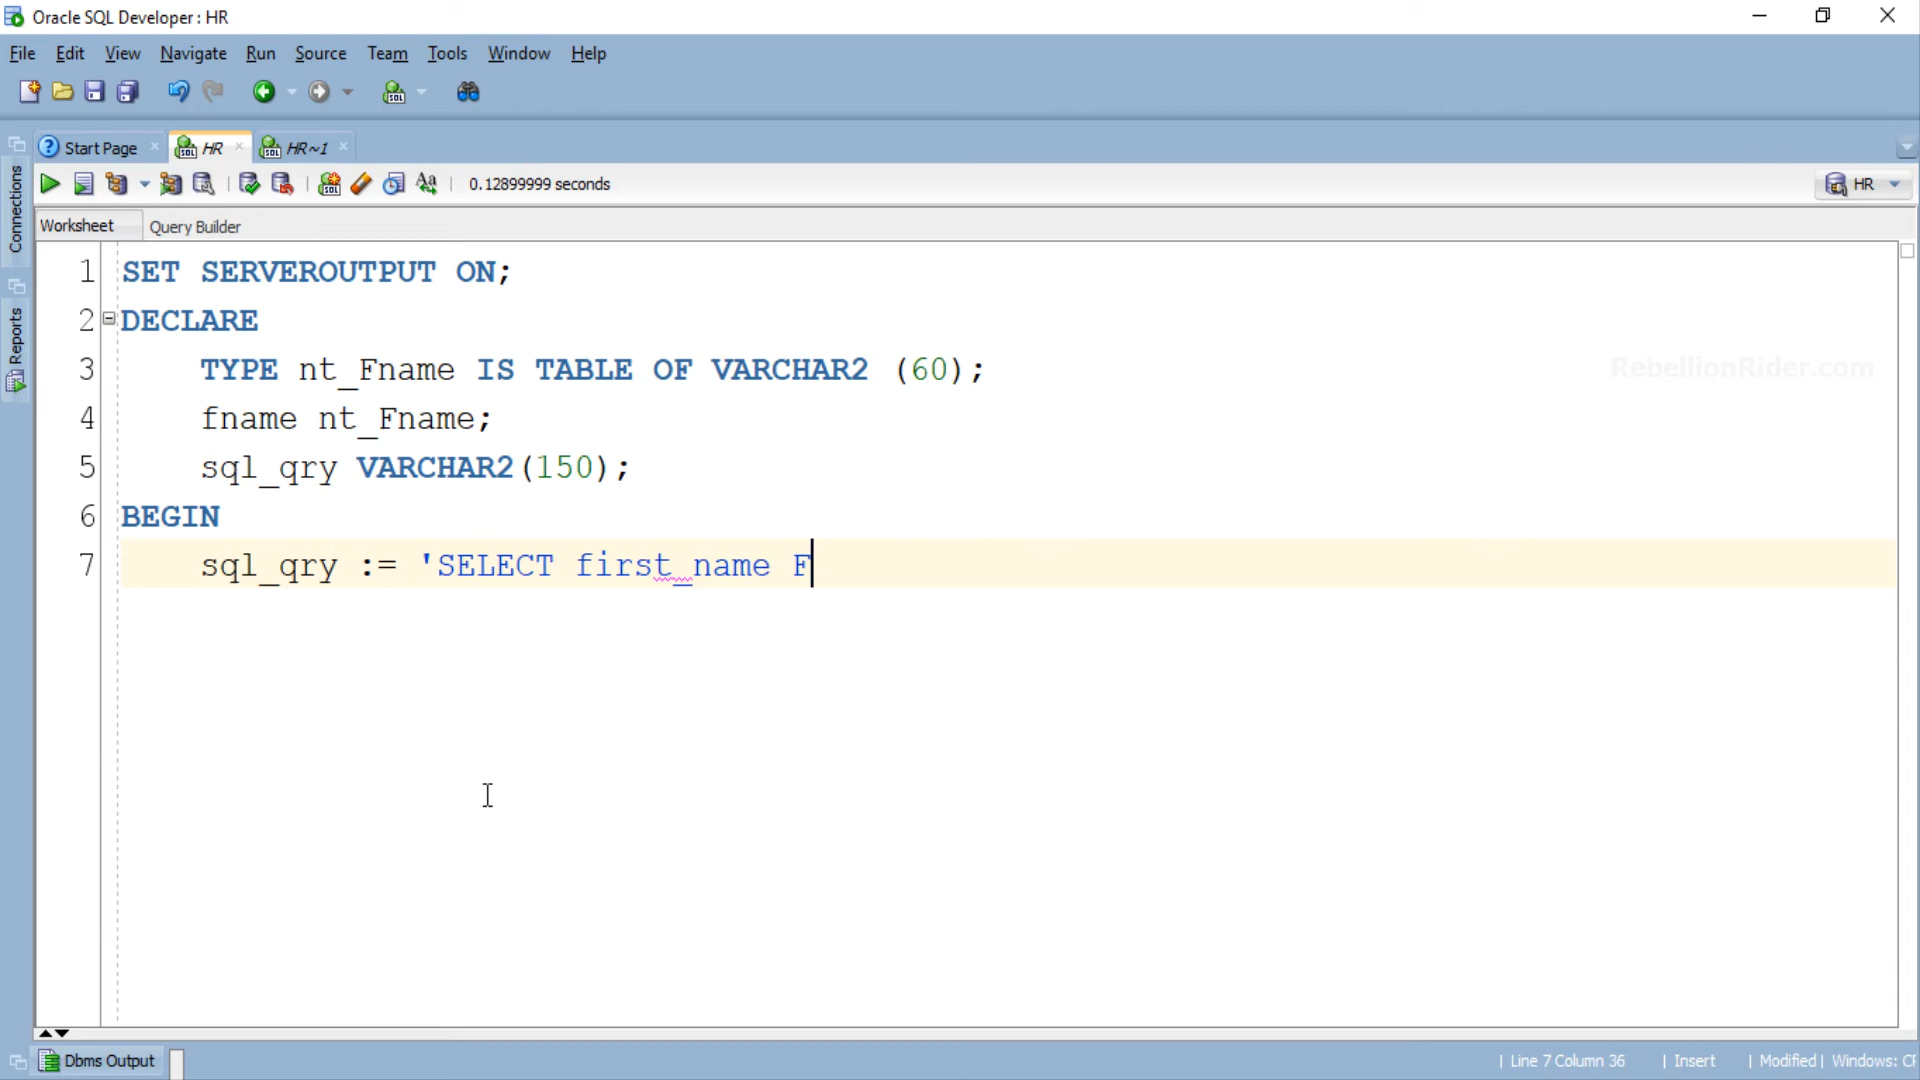 Oracle SQL Developer : HR
File Edit View Navigate Run Source Team Tools Window Help
Start Page HR HR~1
0.12899999 seconds HR
Worksheet Query Builder
Connections
Reports
1 SET SERVEROUTPUT ON;
2 DECLARE
3 TYPE nt_Fname IS TABLE OF VARCHAR2 (60);
RebellionRider.com
4 fname nt_Fname;
5 sql_qry VARCHAR2(150);
6 BEGIN
7 sql_qry := 'SELECT first_name F
Dbms Output | Line 7 Column 36 | Insert | Modified | Windows: CF